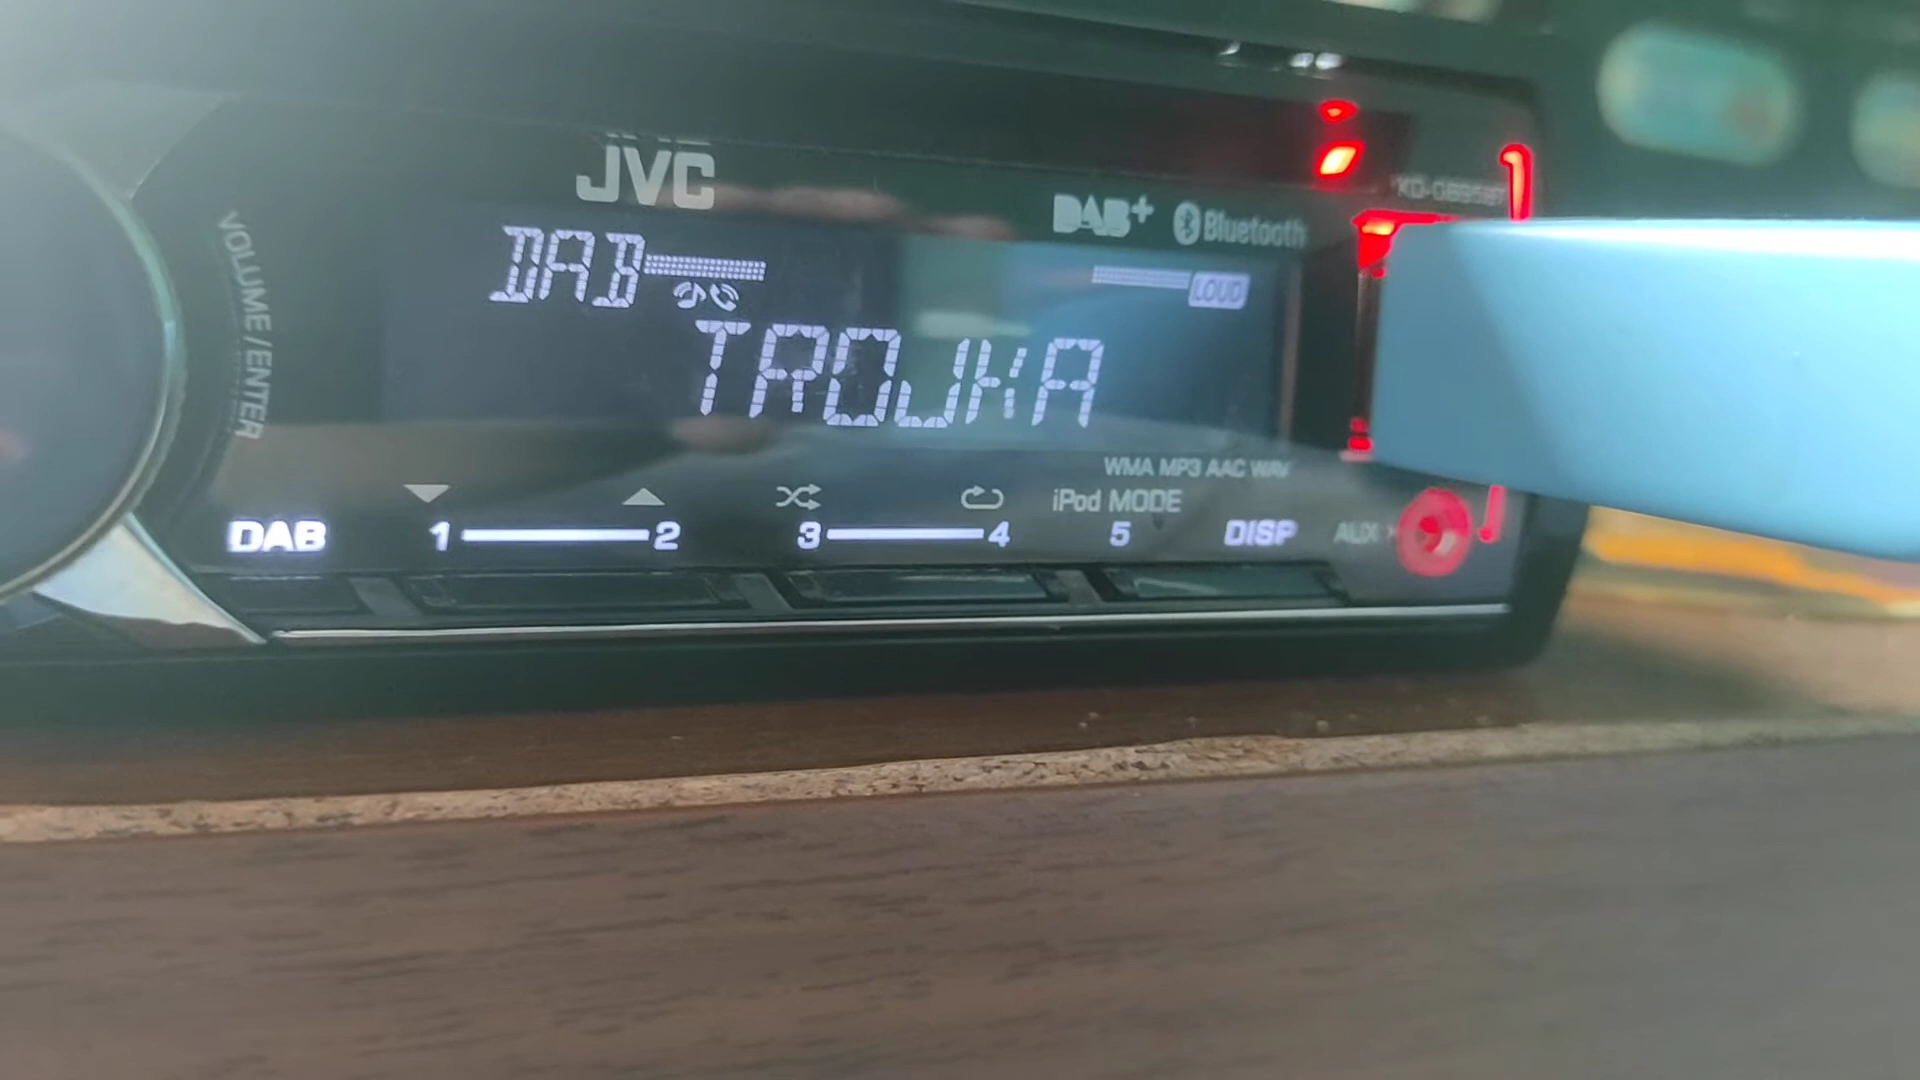 JVC
DAB+ Bluetooth
DAB
LOUD
TROJKA
VOLUME/ENTER
WMA MP3 AAC WAV
iPod MODE
DAB 1 2 3 4 5 DISP AUX